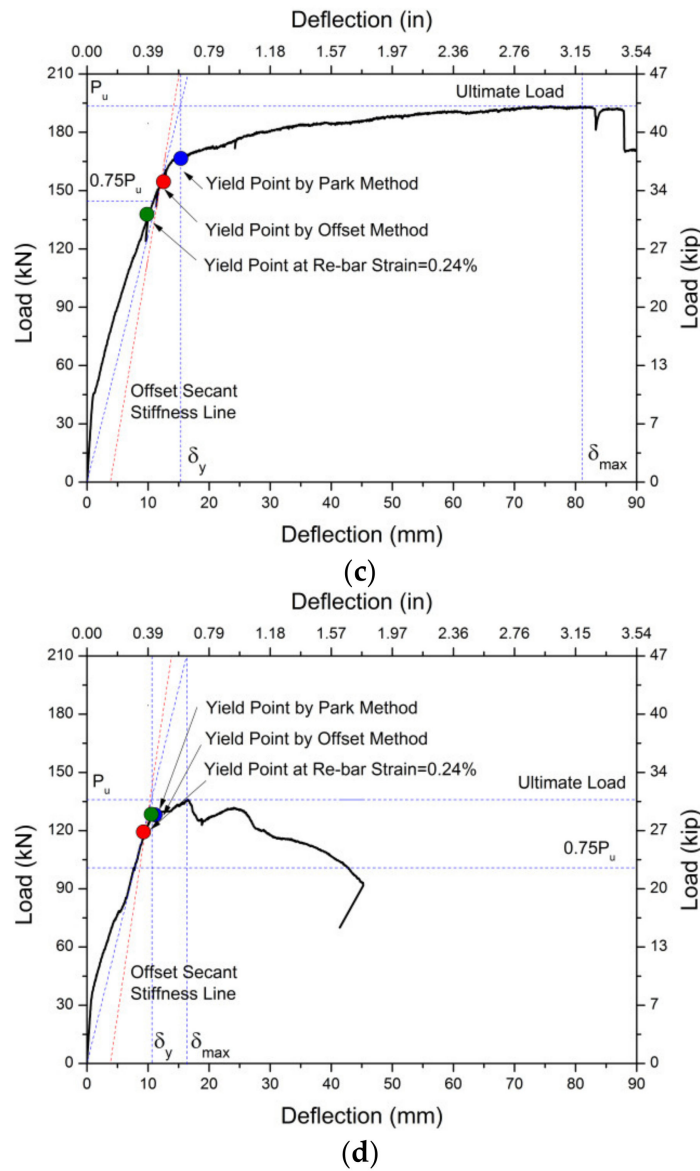 Deflection (in)
0.00 0.39 0.79 1.18 1.57 1.97 2.36 2.76 3.15 3.54
210 47
Pu Ultimate Load
180 40
0.75Pu Yield Point by Park Method
150 34
Yield Point by Offset Method
120 27
Yield Point at Re-bar Strain=0.24%
Load (kN) Load (kip)
90 20
60 13
Offset Secant
Stiffness Line
30 7
δy δmax
0 0
0 10 20 30 40 50 60 70 80 90
Deflection (mm)
(c)
Deflection (in)
0.00 0.39 0.79 1.18 1.57 1.97 2.36 2.76 3.15 3.54
210 47
Yield Point by Park Method
180 40
Yield Point by Offset Method
Yield Point at Re-bar Strain=0.24%
150 34
Pu Ultimate Load
120 27
0.75Pu
Load (kN) Load (kip)
90 20
60 13
Offset Secant
Stiffness Line
30 7
δy δmax
0 0
0 10 20 30 40 50 60 70 80 90
Deflection (mm)
(d)